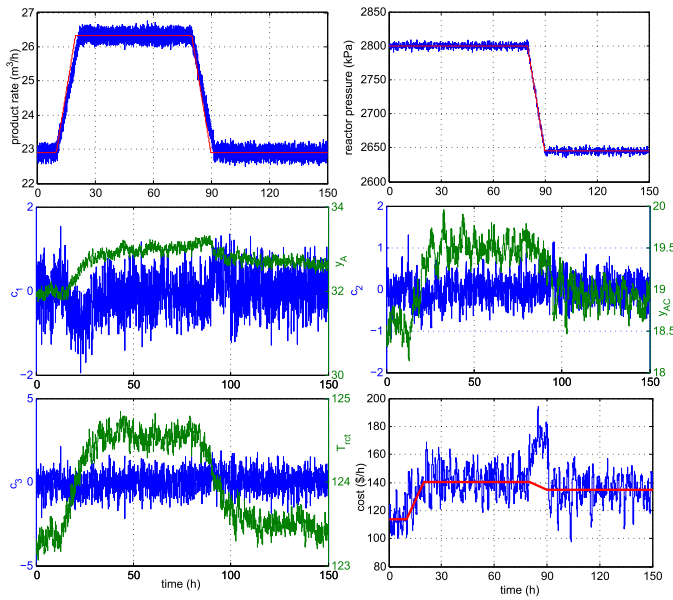 27
26
25
24
23
22
product rate (m³/h)
0 30 60 90 120 150
2850
2800
2750
2700
2650
2600
reactor pressure (kPa)
0 30 60 90 120 150
2
0
−2
c₁
34
32
30
y_A
0 50 100 150
2
1
0
−1
−2
c₂
20
19.5
19
18.5
18
y_AC
0 50 100 150
5
0
−5
c₃
125
124
123
T_rct
0 50 100 150
time (h)
200
180
160
140
120
100
80
cost ($/h)
0 30 60 90 120 150
time (h)